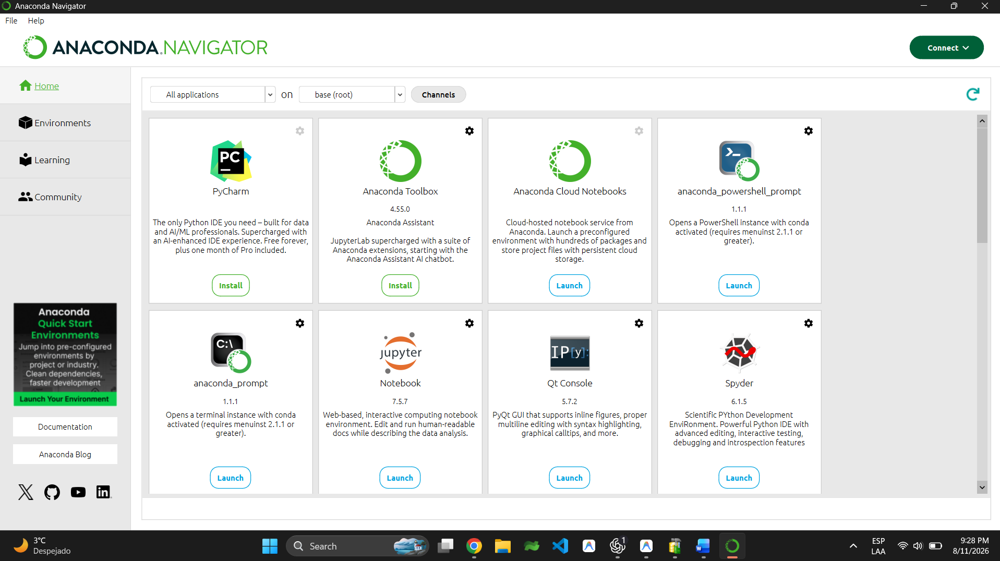 Anaconda Navigator
File Help
ANACONDA.NAVIGATOR
Connect
Home
Environments
Learning
Community
All applications on base (root) Channels
PC
PyCharm
The only Python IDE you need – built for data
and AI/ML professionals. Supercharged with
an AI-enhanced IDE experience. Free forever,
plus one month of Pro included.
Install
Anaconda Toolbox
4.55.0
Anaconda Assistant
JupyterLab supercharged with a suite of
Anaconda extensions, starting with the
Anaconda Assistant AI chatbot.
Install
Anaconda Cloud Notebooks
Cloud-hosted notebook service from
Anaconda. Launch a preconfigured
environment with hundreds of packages and
store project files with persistent cloud
storage.
Launch
anaconda_powershell_prompt
1.1.1
Opens a PowerShell instance with conda
activated (requires menuinst 2.1.1 or
greater).
Launch
C:\
anaconda_prompt
1.1.1
Opens a terminal instance with conda
activated (requires menuinst 2.1.1 or
greater).
Launch
jupyter
Notebook
7.5.7
Web-based, interactive computing notebook
environment. Edit and run human-readable
docs while describing the data analysis.
Launch
IP[y]:
Qt Console
5.7.2
PyQt GUI that supports inline figures, proper
multiline editing with syntax highlighting,
graphical calltips, and more.
Launch
Spyder
6.1.5
Scientific PYthon Development
EnviRonment. Powerful Python IDE with
advanced editing, interactive testing,
debugging and introspection features
Launch
Anaconda
Quick Start
Environments
Jump into pre-configured
environments by
project or industry.
Clean dependencies,
faster development
Launch Your Environment
Documentation
Anaconda Blog
3°C
Despejado
Search
1
ESP
LAA
9:28 PM
8/11/2026